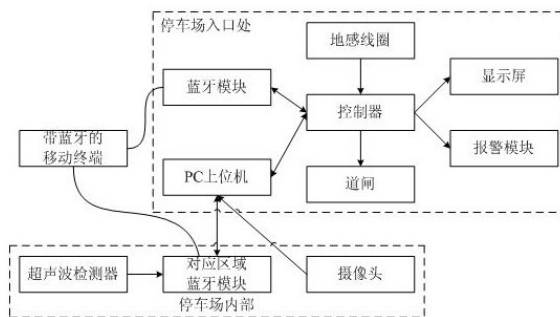 停车场入口处
地感线圈
蓝牙模块
显示屏
控制器
带蓝牙的
移动终端
报警模块
PC上位机
道闸
超声波检测器
对应区域
蓝牙模块
摄像头
停车场内部